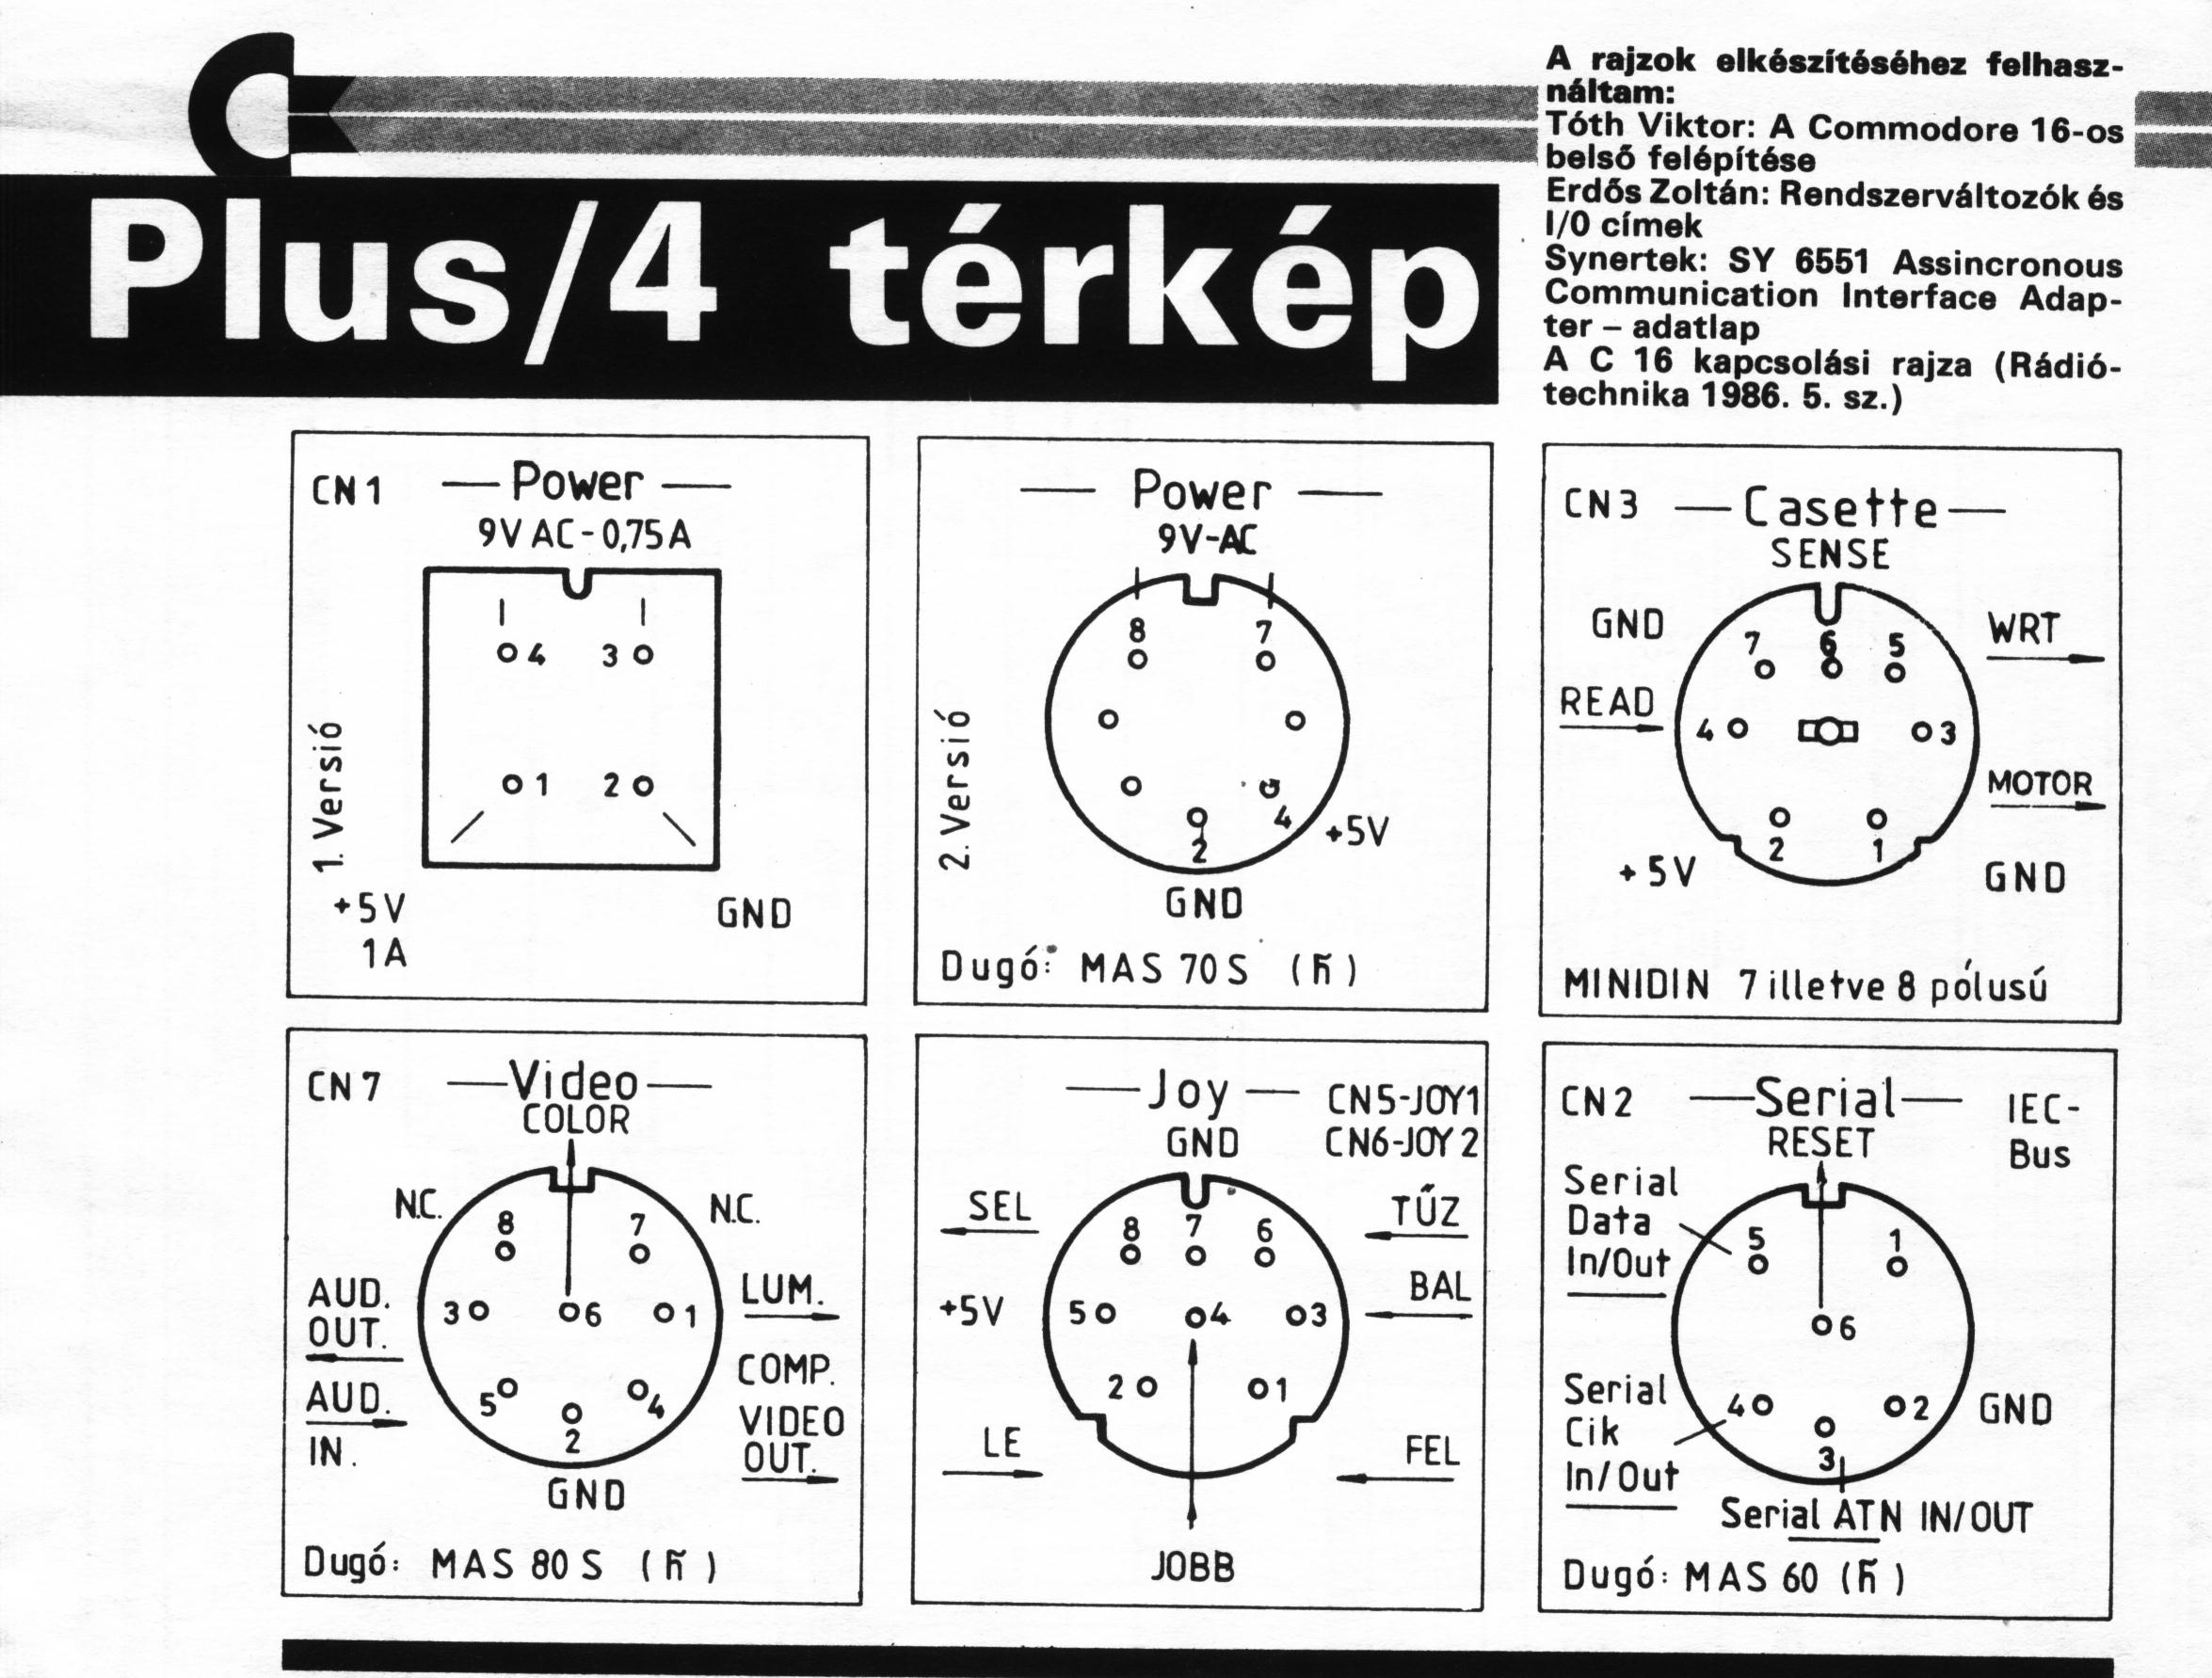 A rajzok elkészítéséhez felhasz-
náltam:
Tóth Viktor: A Commodore 16-os
belső felépítése
Erdős Zoltán: Rendszerváltozók és
I/0 címek
Synertek: SY 6551 Assincronous
Communication Interface Adap-
ter – adatlap
A C 16 kapcsolási rajza (Rádió-
technika 1986. 5. sz.)
Plus/4 térkép
CN1 — Power —
9V AC - 0,75A
4 3
1 2
1. Versió
+5V
1A
GND
— Power —
9V-AC
8 7
4
2
+5V
GND
2. Versió
Dugó: MAS 70 S (h̄)
CN3 — Casette —
SENSE
GND
WRT
7 6 5
READ
4 3
MOTOR
2 1
+5V
GND
MINIDIN 7 illetve 8 pólusú
CN7 — Video —
COLOR
N.C. N.C.
8 7
AUD.
OUT.
LUM.
3 6 1
AUD.
IN.
COMP.
VIDEO
OUT.
5 4
2
GND
Dugó: MAS 80 S (h̄)
— Joy — CN5-JOY1
GND CN6-JOY2
SEL TŰZ
8 7 6
+5V BAL
5 4 3
2 1
LE FEL
JOBB
CN2 — Serial — IEC-
RESET Bus
Serial
Data
In/Out
5 1
6
Serial
Cik
In/Out
4 2
3
GND
Serial ATN IN/OUT
Dugó: MAS 60 (h̄)